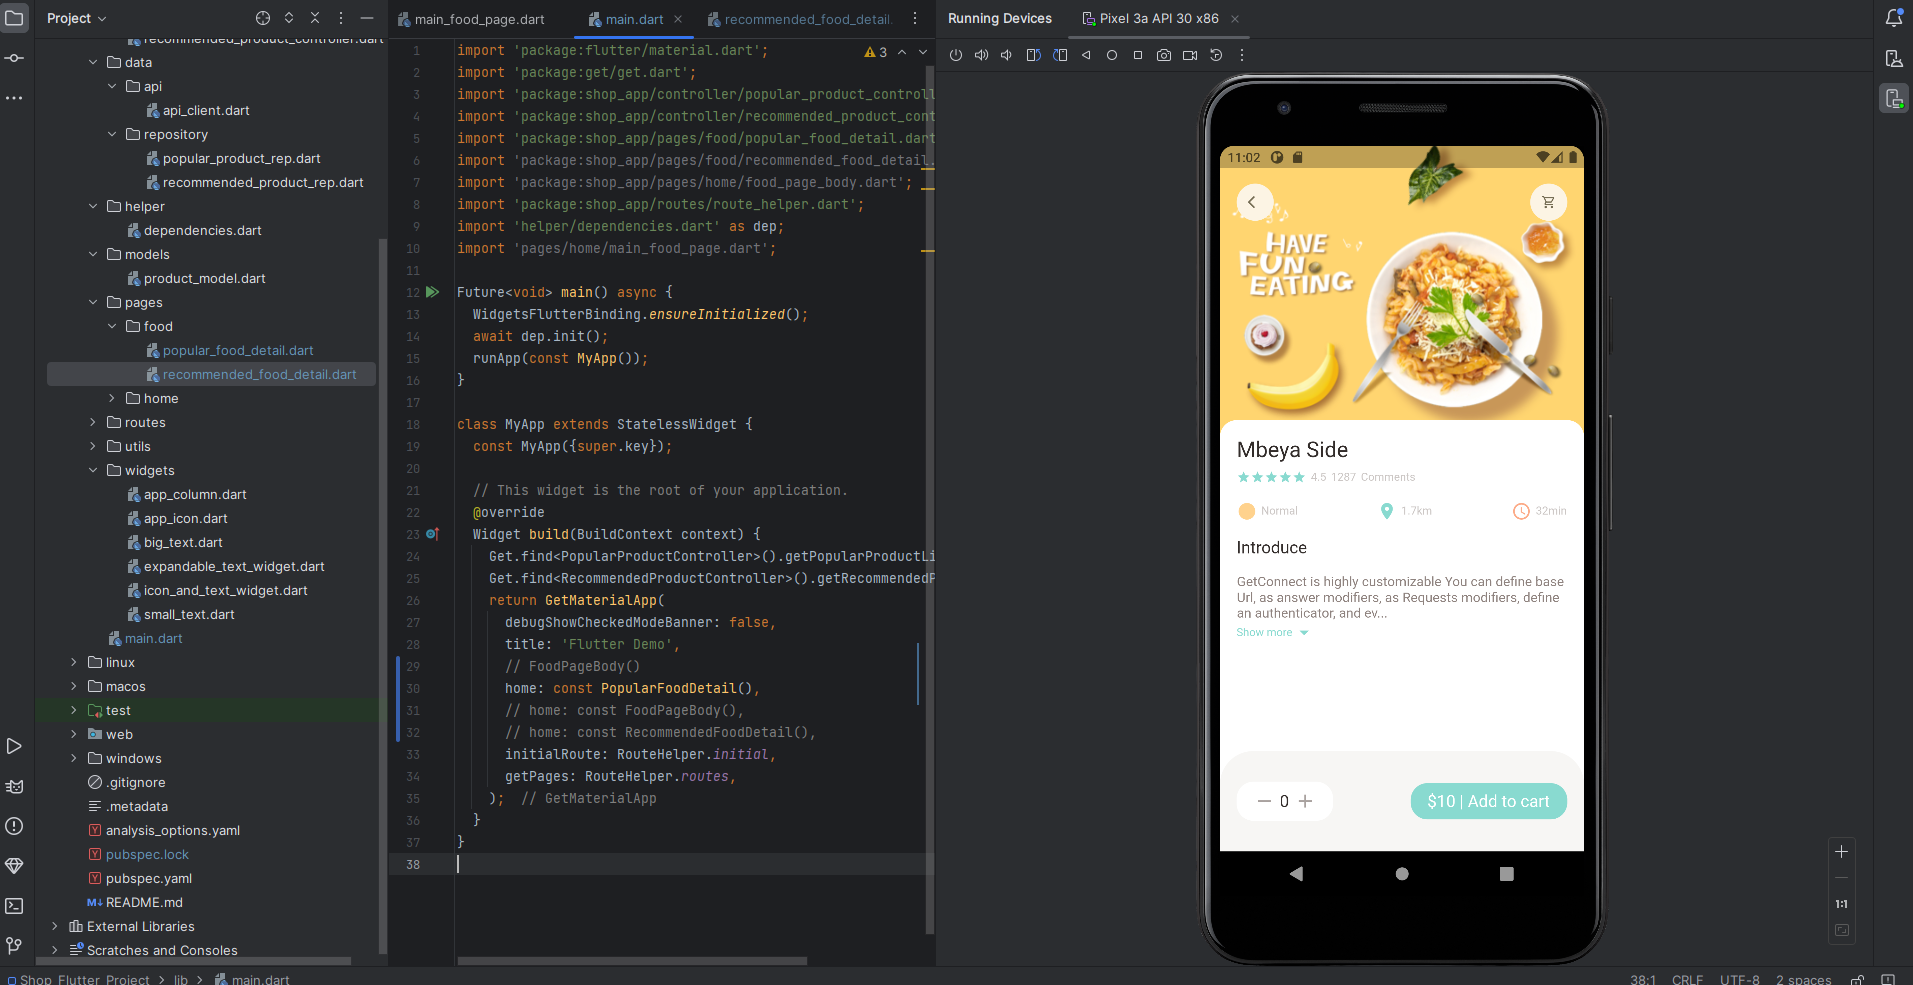 Project
recommended_product_controller.dart
data
api
api_client.dart
repository
popular_product_rep.dart
recommended_product_rep.dart
helper
dependencies.dart
models
product_model.dart
pages
food
popular_food_detail.dart
recommended_food_detail.dart
home
routes
utils
widgets
app_column.dart
app_icon.dart
big_text.dart
expandable_text_widget.dart
icon_and_text_widget.dart
small_text.dart
main.dart
linux
macos
test
web
windows
.gitignore
.metadata
analysis_options.yaml
pubspec.lock
pubspec.yaml
README.md
External Libraries
Scratches and Consoles
main_food_page.dart main.dart recommended_food_detail.
3
1 import 'package:flutter/material.dart';
2 import 'package:get/get.dart';
3 import 'package:shop_app/controller/popular_product_controll
4 import 'package:shop_app/controller/recommended_product_cont
5 import 'package:shop_app/pages/food/popular_food_detail.dart
6 import 'package:shop_app/pages/food/recommended_food_detail.
7 import 'package:shop_app/pages/home/food_page_body.dart';
8 import 'package:shop_app/routes/route_helper.dart';
9 import 'helper/dependencies.dart' as dep;
10 import 'pages/home/main_food_page.dart';
11
12 Future<void> main() async {
13 WidgetsFlutterBinding.ensureInitialized();
14 await dep.init();
15 runApp(const MyApp());
16 }
17
18 class MyApp extends StatelessWidget {
19 const MyApp({super.key});
20
21 // This widget is the root of your application.
22 @override
23 Widget build(BuildContext context) {
24 Get.find<PopularProductController>().getPopularProductLi
25 Get.find<RecommendedProductController>().getRecommendedP
26 return GetMaterialApp(
27 debugShowCheckedModeBanner: false,
28 title: 'Flutter Demo',
29 // FoodPageBody()
30 home: const PopularFoodDetail(),
31 // home: const FoodPageBody(),
32 // home: const RecommendedFoodDetail(),
33 initialRoute: RouteHelper.initial,
34 getPages: RouteHelper.routes,
35 ); // GetMaterialApp
36 }
37 }
38
Running Devices Pixel 3a API 30 x86
11:02
HAVE
FUN
EATING
Mbeya Side
4.5 1287 Comments
Normal 1.7km 32min
Introduce
GetConnect is highly customizable You can define base
Url, as answer modifiers, as Requests modifiers, define
an authenticator, and ev...
Show more
0 $10 | Add to cart
1:1
Shop_Flutter_Project > lib > main.dart
38:1 CRLF UTF-8 2 spaces